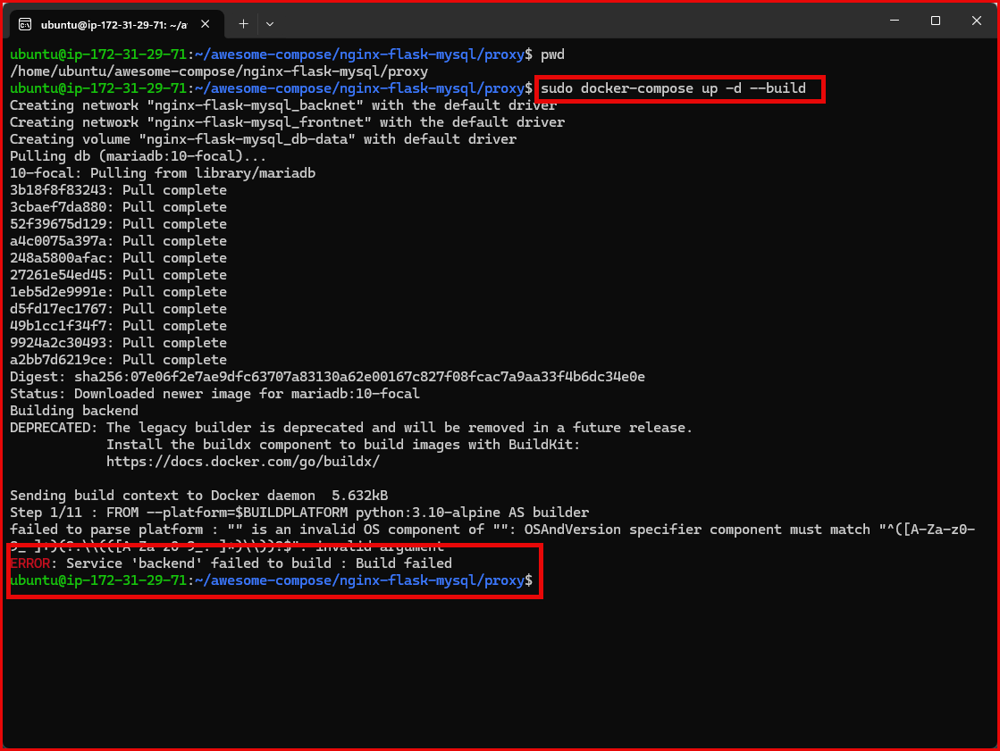 ubuntu@ip-172-31-29-71: ~/a
ubuntu@ip-172-31-29-71:~/awesome-compose/nginx-flask-mysql/proxy$ pwd
/home/ubuntu/awesome-compose/nginx-flask-mysql/proxy
ubuntu@ip-172-31-29-71:~/awesome-compose/nginx-flask-mysql/proxy$ sudo docker-compose up -d --build
Creating network "nginx-flask-mysql_backnet" with the default driver
Creating network "nginx-flask-mysql_frontnet" with the default driver
Creating volume "nginx-flask-mysql_db-data" with default driver
Pulling db (mariadb:10-focal)...
10-focal: Pulling from library/mariadb
3b18f8f83243: Pull complete
3cbaef7da880: Pull complete
52f39675d129: Pull complete
a4c0075a397a: Pull complete
248a5800afac: Pull complete
27261e54ed45: Pull complete
1eb5d2e9991e: Pull complete
d5fd17ec1767: Pull complete
49b1cc1f34f7: Pull complete
9924a2c30493: Pull complete
a2bb7d6219ce: Pull complete
Digest: sha256:07e06f2e7ae9dfc63707a83130a62e00167c827f08fcac7a9aa33f4b6dc34e0e
Status: Downloaded newer image for mariadb:10-focal
Building backend
DEPRECATED: The legacy builder is deprecated and will be removed in a future release.
Install the buildx component to build images with BuildKit:
https://docs.docker.com/go/buildx/
Sending build context to Docker daemon  5.632kB
Step 1/11 : FROM --platform=$BUILDPLATFORM python:3.10-alpine AS builder
failed to parse platform : "" is an invalid OS component of "": OSAndVersion specifier component must match "^([A-Za-z0-
invalid argument
ERROR: Service 'backend' failed to build : Build failed
ubuntu@ip-172-31-29-71:~/awesome-compose/nginx-flask-mysql/proxy$